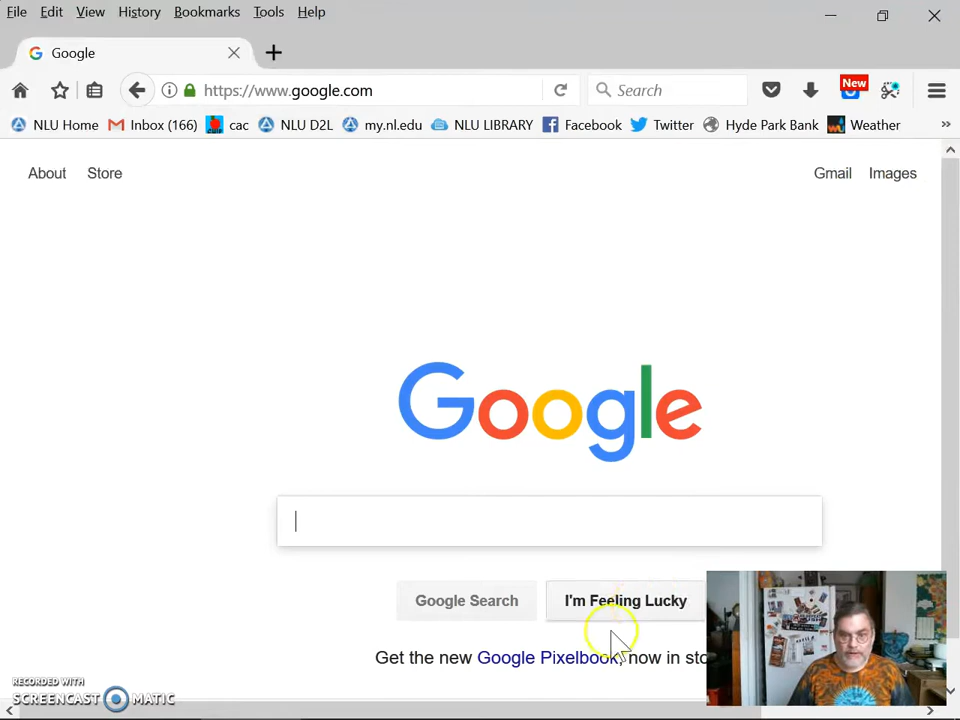 File Edit View History Bookmarks Tools Help
Google
https://www.google.com
Search
New
NLU Home Inbox (166) cac NLU D2L my.nl.edu NLU LIBRARY Facebook Twitter Hyde Park Bank Weather »
About Store Gmail Images
Google
Google Search I'm Feeling Lucky
Get the new Google Pixelbook, now in sto
RECORDED WITH
SCREENCAST MATIC